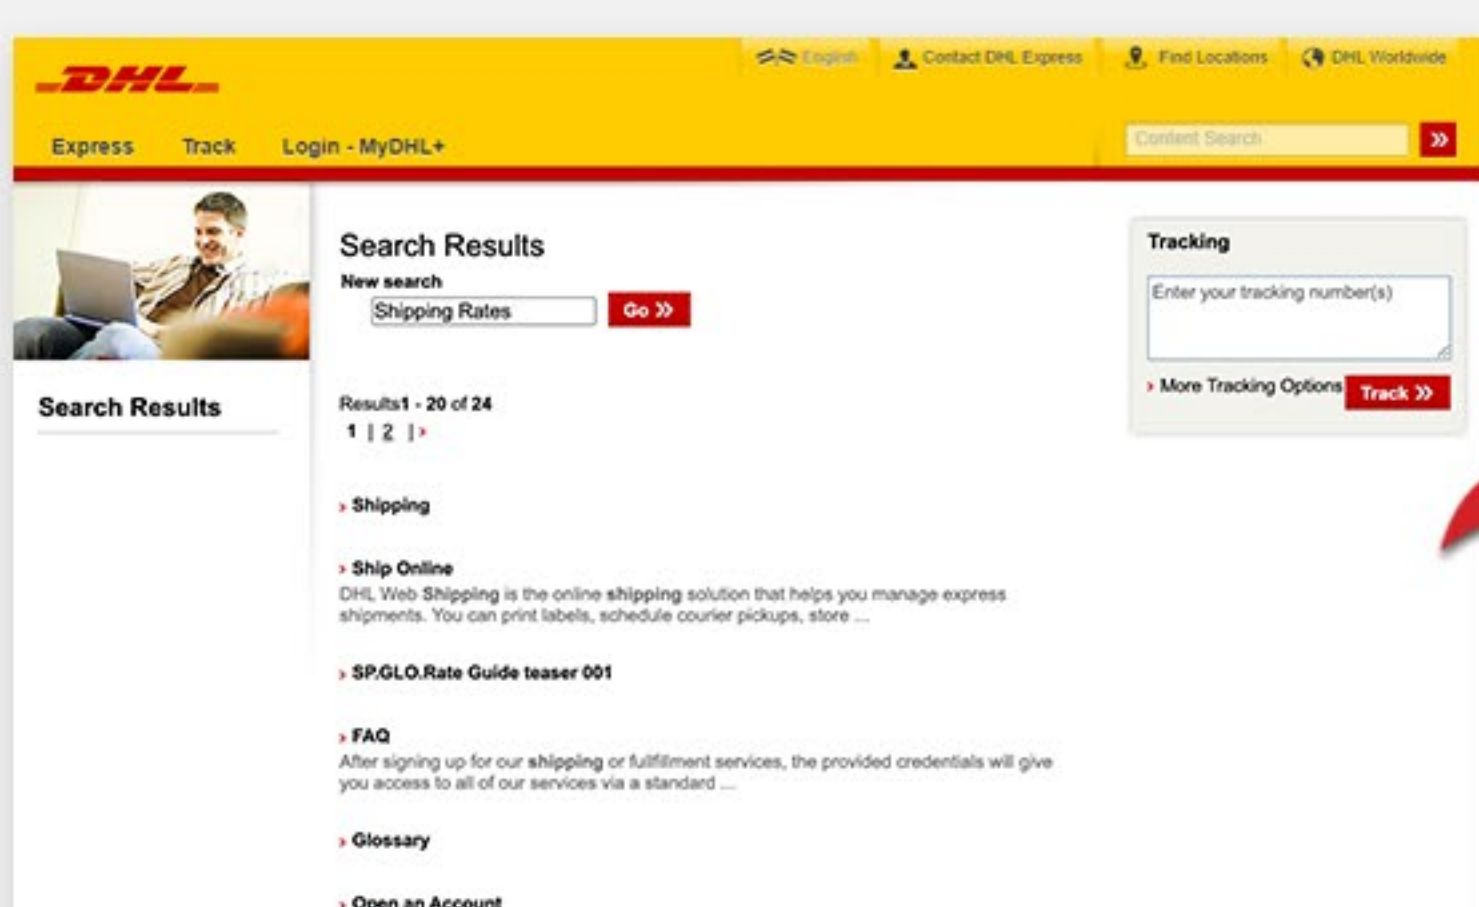 DHL
English
Contact DHL Express
Find Locations
DHL Worldwide
Express
Track
Login - MyDHL+
Content Search
Search Results
Search Results
New search
Shipping Rates
Go
Results1 - 20 of 24
1 | 2 |
Shipping
Ship Online
DHL Web Shipping is the online shipping solution that helps you manage express
shipments. You can print labels, schedule courier pickups, store ...
SP.GLO.Rate Guide teaser 001
FAQ
After signing up for our shipping or fullfillment services, the provided credentials will give
you access to all of our services via a standard ...
Glossary
Open an Account
Tracking
Enter your tracking number(s)
More Tracking Options
Track